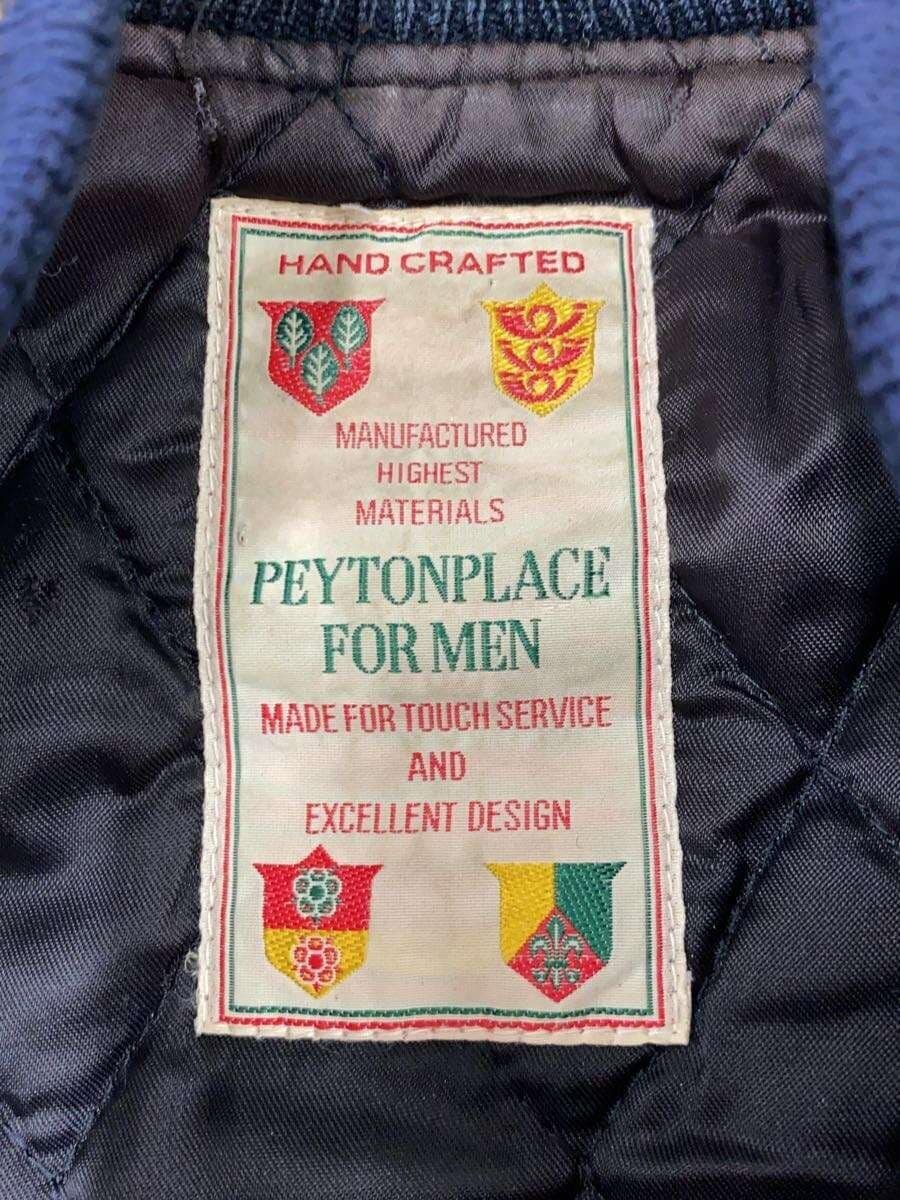 HAND CRAFTED
MANUFACTURED
HIGHEST
MATERIALS
PEYTONPLACE
FOR MEN
MADE FOR TOUCH SERVICE
AND
EXCELLENT DESIGN